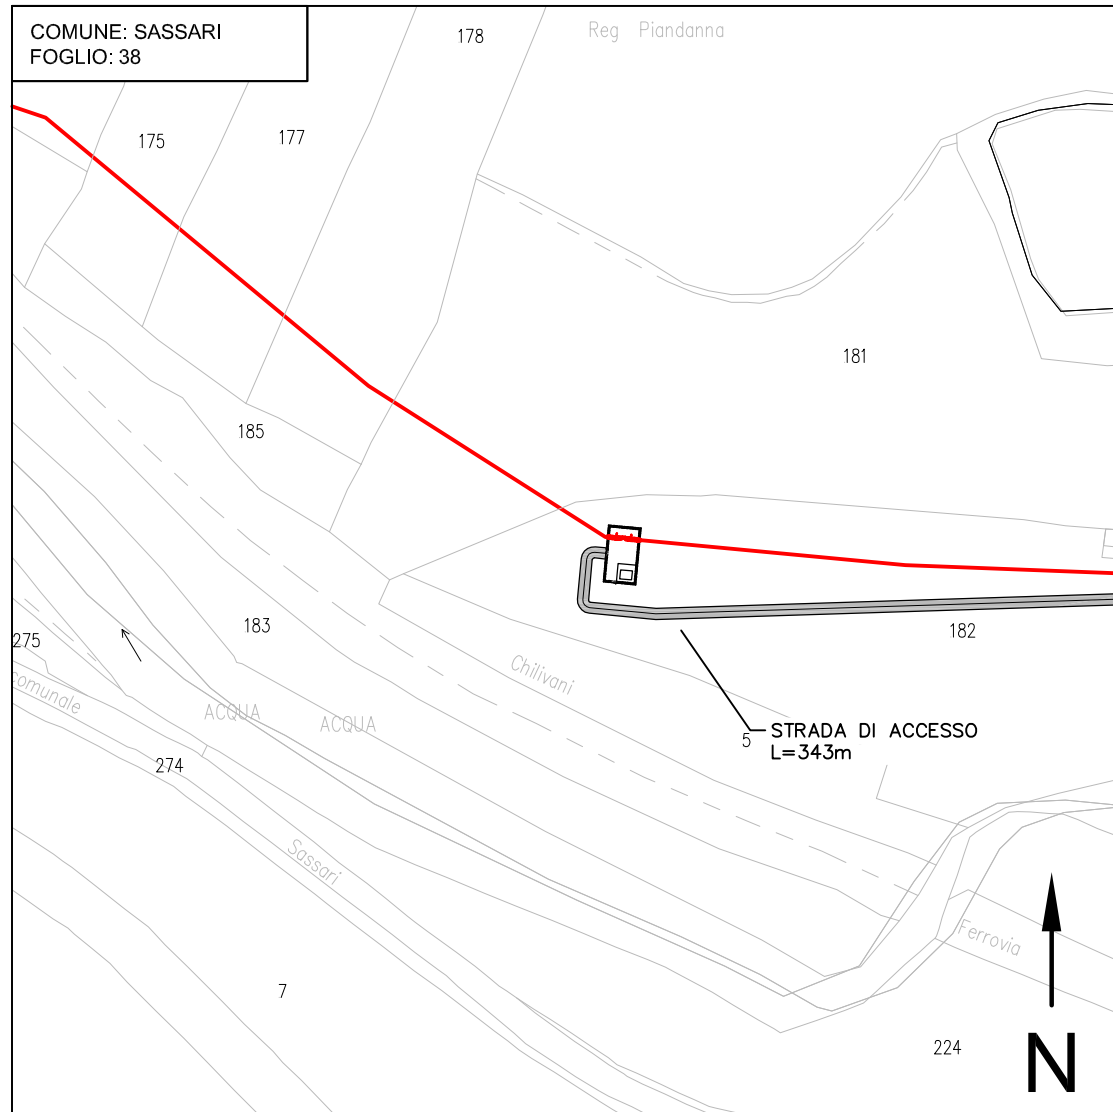 COMUNE: SASSARI
FOGLIO: 38
178
Reg Piandanna
175
177
181
185
183
182
275
comunale
Chilivani
ACQUA
ACQUA
5
STRADA DI ACCESSO
L=343m
274
Sassari
Ferrovia
7
224
N